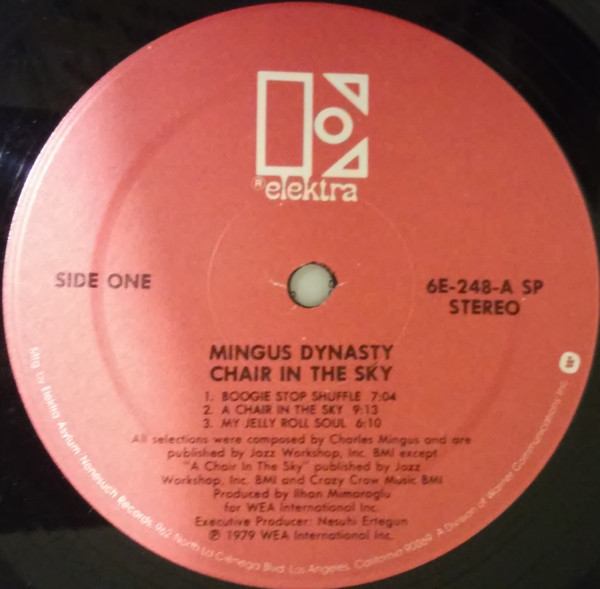 ® elektra
SIDE ONE
6E-248-A SP
STEREO
MINGUS DYNASTY
CHAIR IN THE SKY
1. BOOGIE STOP SHUFFLE 7:04
2. A CHAIR IN THE SKY 9:13
3. MY JELLY ROLL SOUL 6:10
All selections were composed by Charles Mingus and are
published by Jazz Workshop, Inc. BMI except
"A Chair In The Sky" published by Jazz
Workshop, Inc. BMI and Crazy Crow Music BMI
Produced by Ilhan Mimaroglu
for WEA International Inc.
Executive Producer: Nesuhi Ertegun
℗ 1979 WEA International Inc.
Mfd. by Elektra/Asylum/Nonesuch Records, 962 North La Cienega Blvd. Los Angeles, California 90069. A Division of Warner Communications Inc.